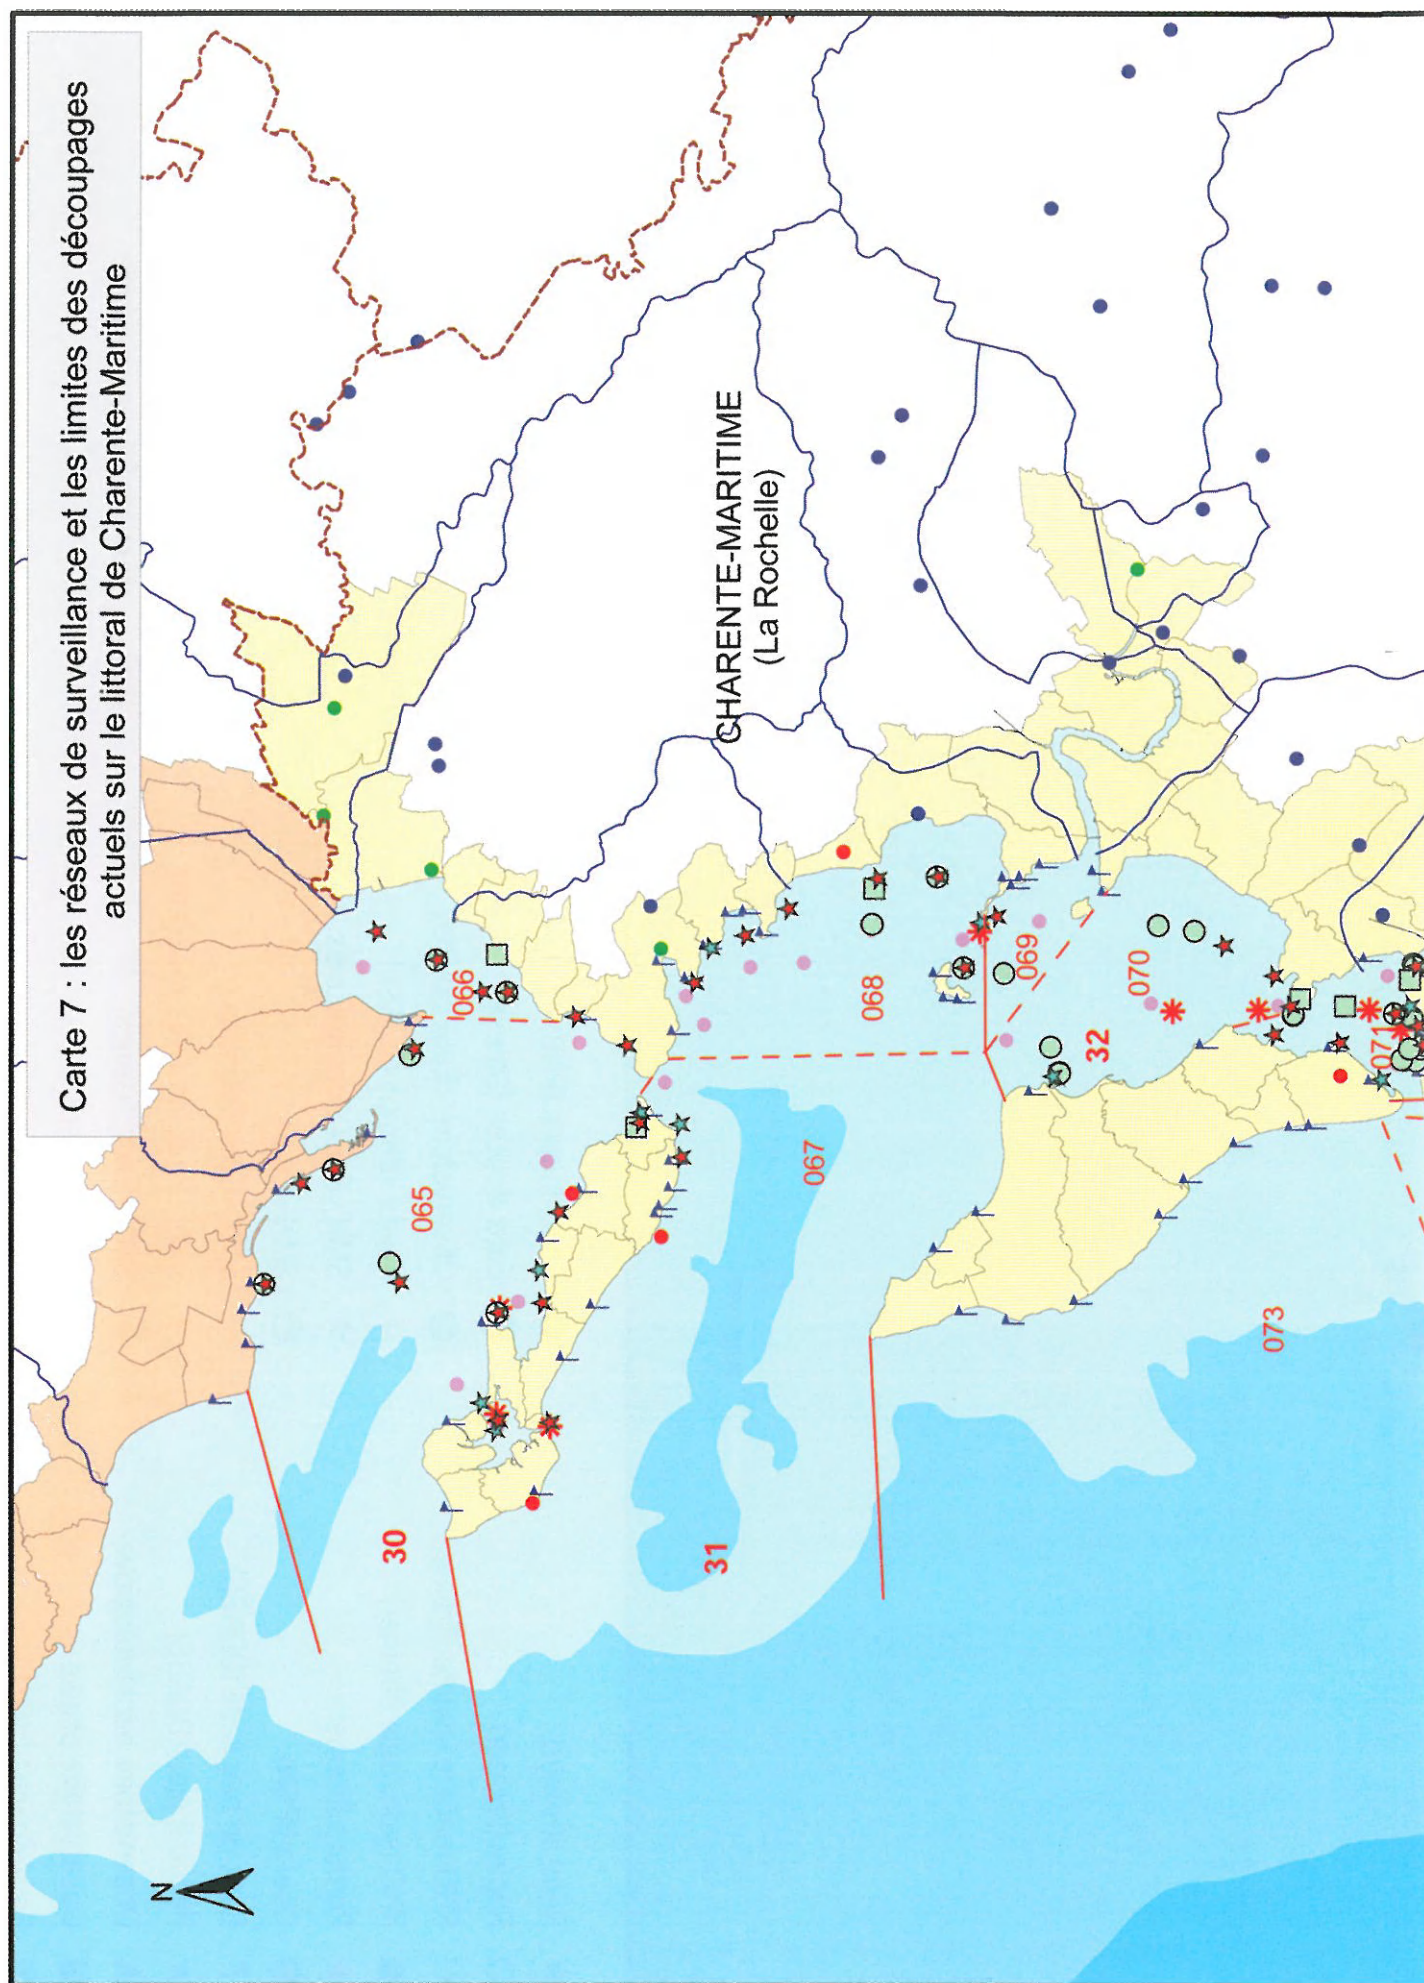 Carte 7 : les réseaux de surveillance et les limites des découpages
actuels sur le littoral de Charente-Maritime
N
CHARENTE-MARITIME
(La Rochelle)
30
065
066
31
067
068
069
070
32
071
073